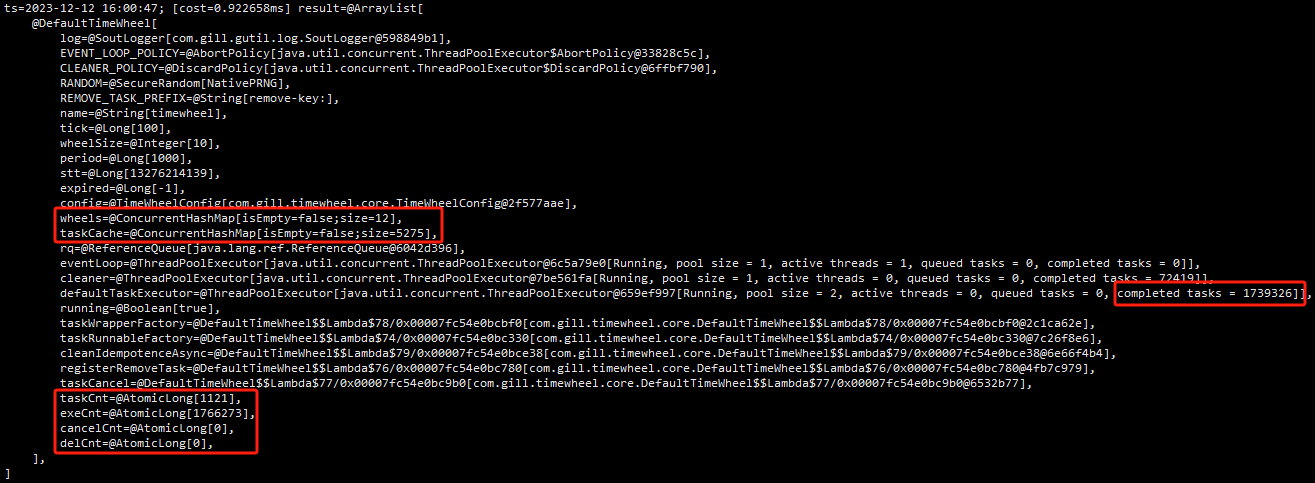 ts=2023-12-12 16:00:47; [cost=0.922658ms] result=@ArrayList[
    @DefaultTimeWheel[
        log=@SoutLogger[com.gill.gutil.log.SoutLogger@598849b1],
        EVENT_LOOP_POLICY=@AbortPolicy[java.util.concurrent.ThreadPoolExecutor$AbortPolicy@33828c5c],
        CLEANER_POLICY=@DiscardPolicy[java.util.concurrent.ThreadPoolExecutor$DiscardPolicy@6ffbf790],
        RANDOM=@SecureRandom[NativePRNG],
        REMOVE_TASK_PREFIX=@String[remove-key:],
        name=@String[timewheel],
        tick=@Long[100],
        wheelSize=@Integer[10],
        period=@Long[1000],
        stt=@Long[13276214139],
        expired=@Long[-1],
        config=@TimeWheelConfig[com.gill.timewheel.core.TimeWheelConfig@2f577aae],
        wheels=@ConcurrentHashMap[isEmpty=false;size=12],
        taskCache=@ConcurrentHashMap[isEmpty=false;size=5275],
        rq=@ReferenceQueue[java.lang.ref.ReferenceQueue@6042d396],
        eventLoop=@ThreadPoolExecutor[java.util.concurrent.ThreadPoolExecutor@6c5a79e0[Running, pool size = 1, active threads = 1, queued tasks = 0, completed tasks = 0]],
        cleaner=@ThreadPoolExecutor[java.util.concurrent.ThreadPoolExecutor@7be561fa[Running, pool size = 1, active threads = 0, queued tasks = 0, completed tasks = 72419]],
        defaultTaskExecutor=@ThreadPoolExecutor[java.util.concurrent.ThreadPoolExecutor@659ef997[Running, pool size = 2, active threads = 0, queued tasks = 0, completed tasks = 1739326]],
        running=@Boolean[true],
        taskWrapperFactory=@DefaultTimeWheel$$Lambda$78/0x00007fc54e0bcbf0[com.gill.timewheel.core.DefaultTimeWheel$$Lambda$78/0x00007fc54e0bcbf0@2c1ca62e],
        taskRunnableFactory=@DefaultTimeWheel$$Lambda$74/0x00007fc54e0bc330[com.gill.timewheel.core.DefaultTimeWheel$$Lambda$74/0x00007fc54e0bc330@7c26f8e6],
        cleanIdempotenceAsync=@DefaultTimeWheel$$Lambda$79/0x00007fc54e0bce38[com.gill.timewheel.core.DefaultTimeWheel$$Lambda$79/0x00007fc54e0bce38@6e66f4b4],
        registerRemoveTask=@DefaultTimeWheel$$Lambda$76/0x00007fc54e0bc780[com.gill.timewheel.core.DefaultTimeWheel$$Lambda$76/0x00007fc54e0bc780@4fb7c979],
        taskCancel=@DefaultTimeWheel$$Lambda$77/0x00007fc54e0bc9b0[com.gill.timewheel.core.DefaultTimeWheel$$Lambda$77/0x00007fc54e0bc9b0@6532b77],
        taskCnt=@AtomicLong[1121],
        exeCnt=@AtomicLong[1766273],
        cancelCnt=@AtomicLong[0],
        delCnt=@AtomicLong[0],
    ],
]